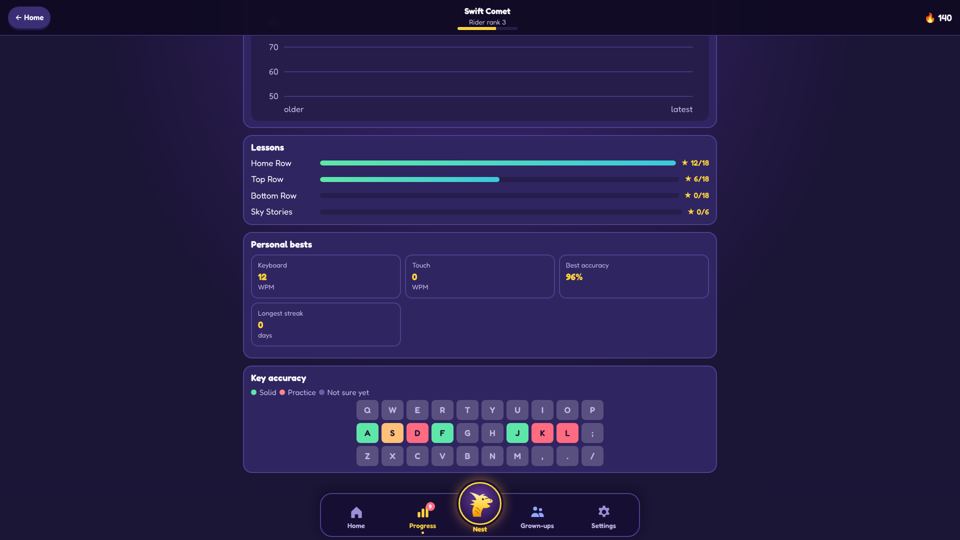 ← Home
Swift Comet
Rider rank 3
🔥 140
70
60
50
older latest
Lessons
Home Row ★ 12/18
Top Row ★ 6/18
Bottom Row ★ 0/18
Sky Stories ★ 0/6
Personal bests
Keyboard
12
WPM
Touch
0
WPM
Best accuracy
96%
Longest streak
0
days
Key accuracy
Solid Practice Not sure yet
Q W E R T Y U I O P
A S D F G H J K L ;
Z X C V B N M , . /
Home
Progress
Nest
Grown-ups
Settings